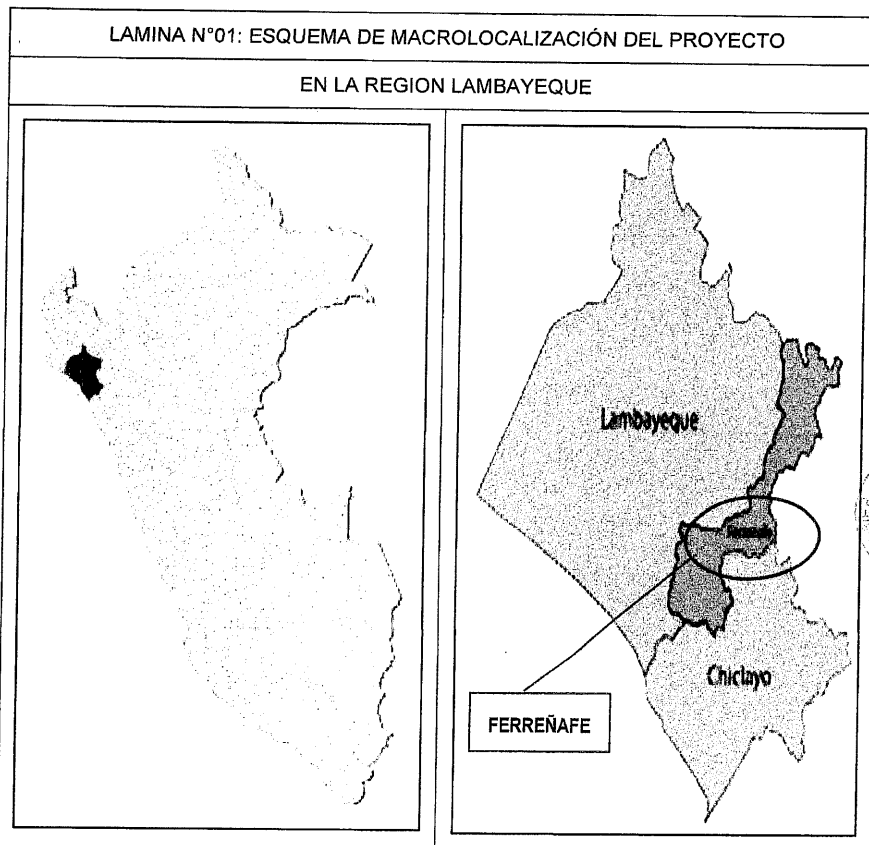 LAMINA N°01: ESQUEMA DE MACROLOCALIZACIÓN DEL PROYECTO
EN LA REGION LAMBAYEQUE
Lambayeque
Chiclayo
FERREÑAFE